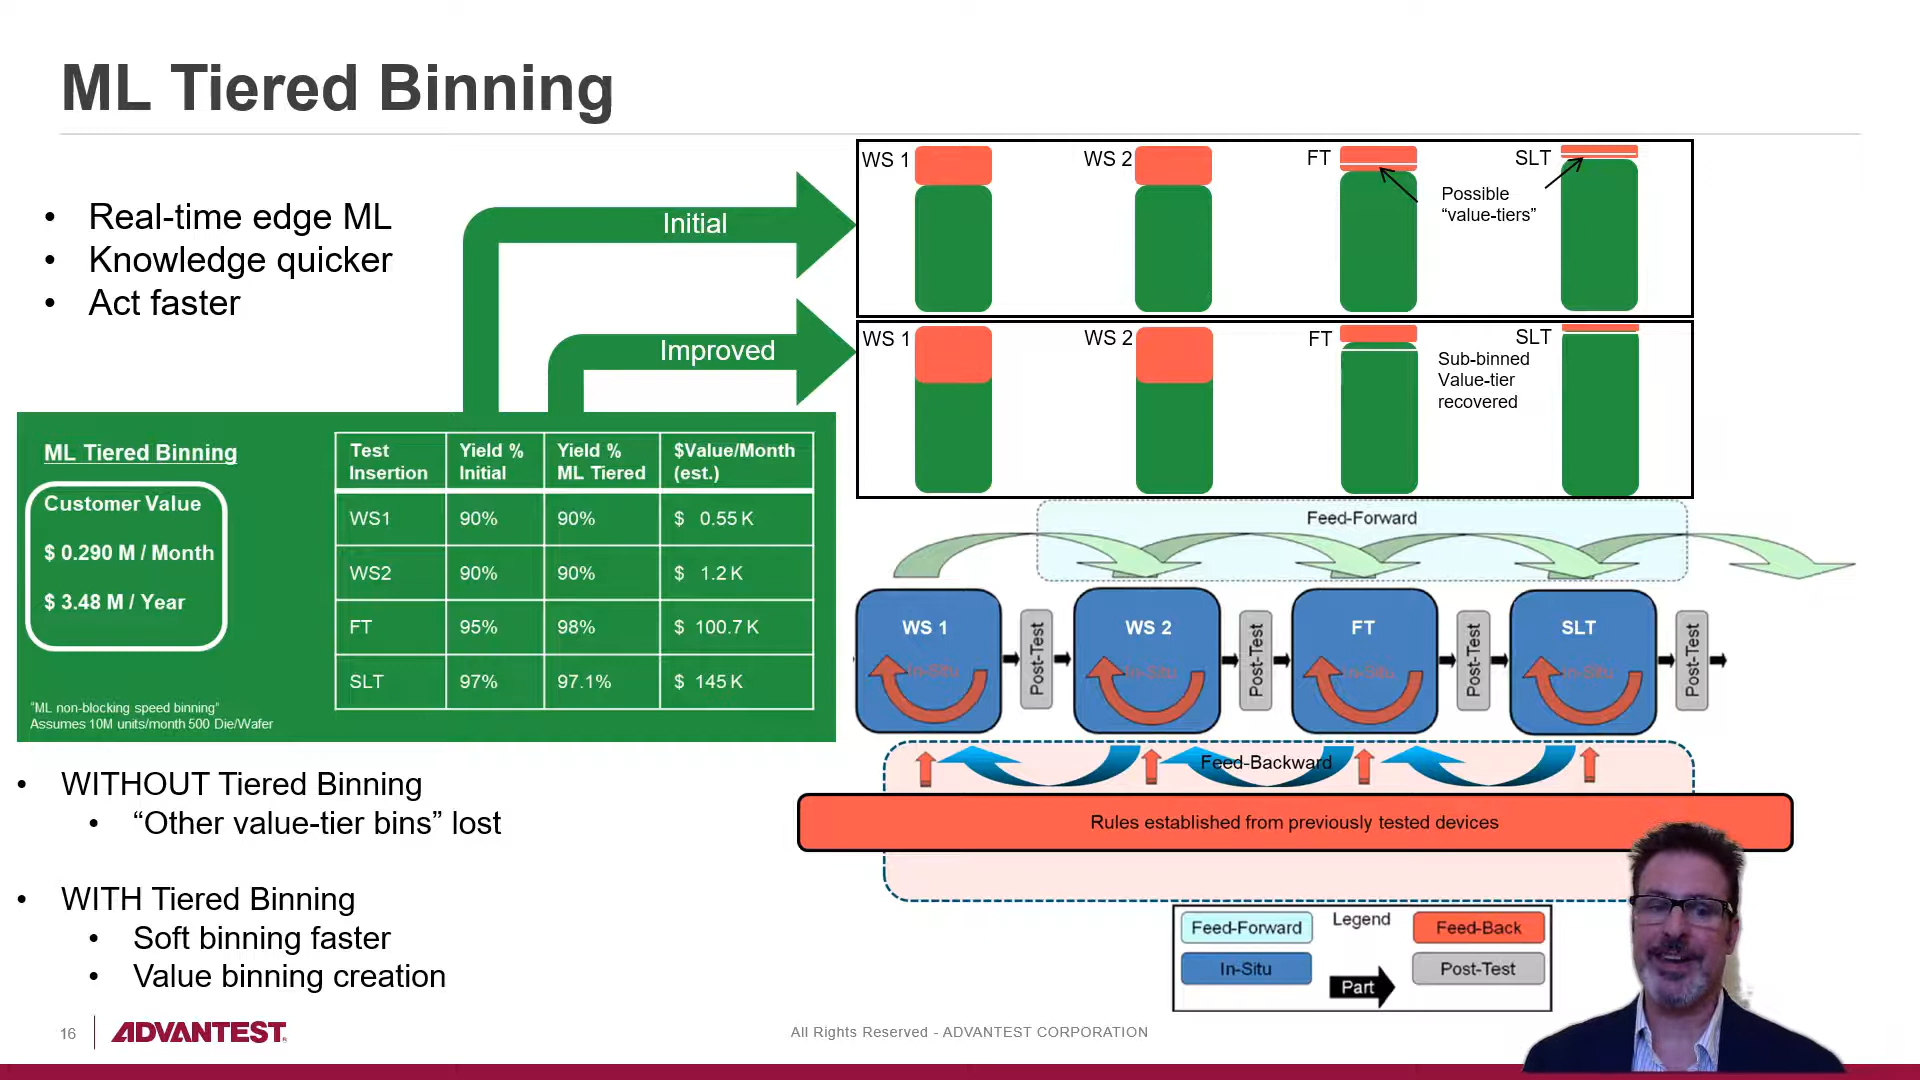 ML Tiered Binning
• Real-time edge ML
• Knowledge quicker
• Act faster
Initial
Improved
WS 1
WS 2
FT
SLT
Possible
“value-tiers”
WS 1
WS 2
FT
SLT
Sub-binned
Value-tier
recovered
ML Tiered Binning
Customer Value
$ 0.290 M / Month
$ 3.48 M / Year
"ML non-blocking speed binning"
Assumes 10M units/month 500 Die/Wafer
Test Insertion Yield % Initial Yield % ML Tiered $Value/Month (est.)
WS1 90% 90% $ 0.55 K
WS2 90% 90% $ 1.2 K
FT 95% 98% $ 100.7 K
SLT 97% 97.1% $ 145 K
Feed-Forward
WS 1
In-Situ
Post-Test
WS 2
In-Situ
Post-Test
FT
In-Situ
Post-Test
SLT
In-Situ
Post-Test
Feed-Backward
Rules established from previously tested devices
• WITHOUT Tiered Binning
• “Other value-tier bins” lost
• WITH Tiered Binning
• Soft binning faster
• Value binning creation
Legend
Feed-Forward
Feed-Back
In-Situ
Part
Post-Test
16
ADVANTEST
All Rights Reserved - ADVANTEST CORPORATION